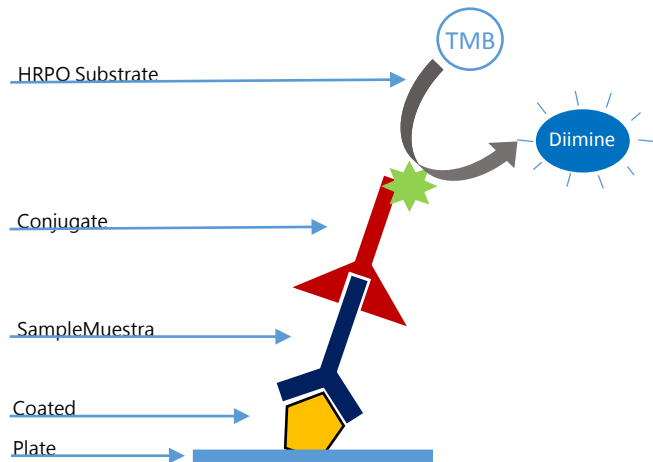 TMB
HRPO Substrate
Diimine
Conjugate
SampleMuestra
Coated
Plate